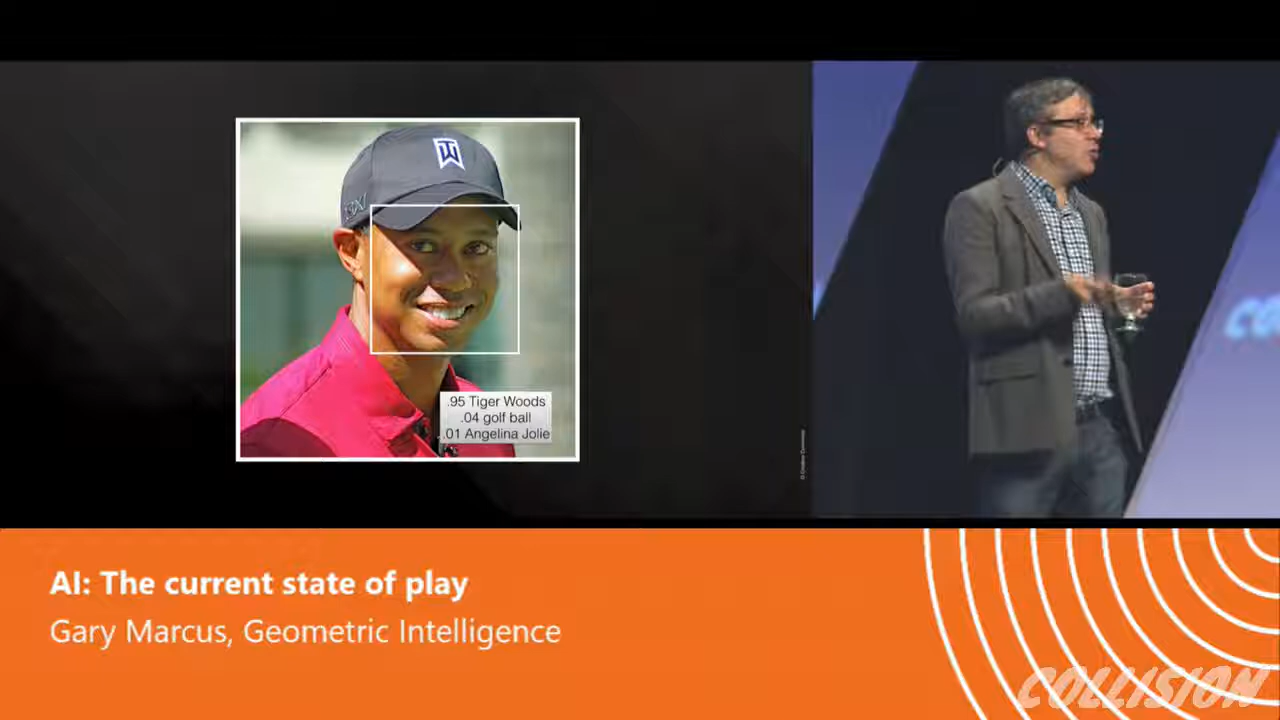 TW
.95 Tiger Woods
.04 golf ball
.01 Angelina Jolie
AI: The current state of play
Gary Marcus, Geometric Intelligence
COLLISION